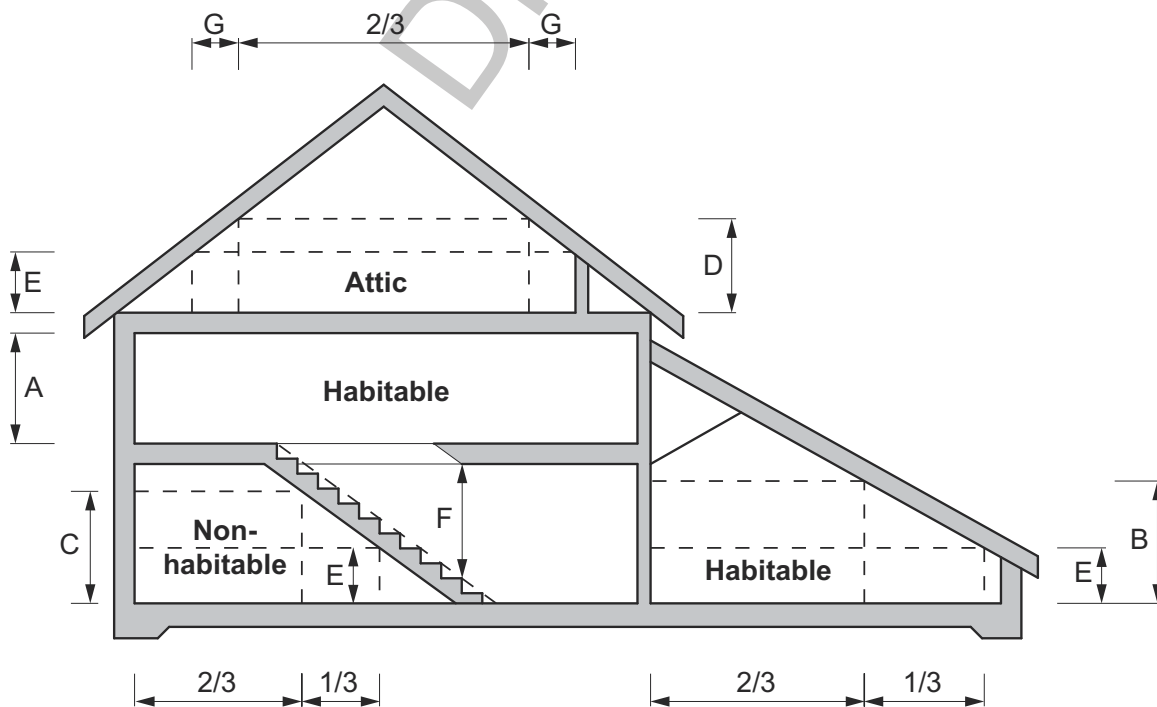 G 2/3 G
E
D
Attic
A
Habitable
C
Non-
habitable
F
E
Habitable
E
B
2/3 1/3
2/3 1/3